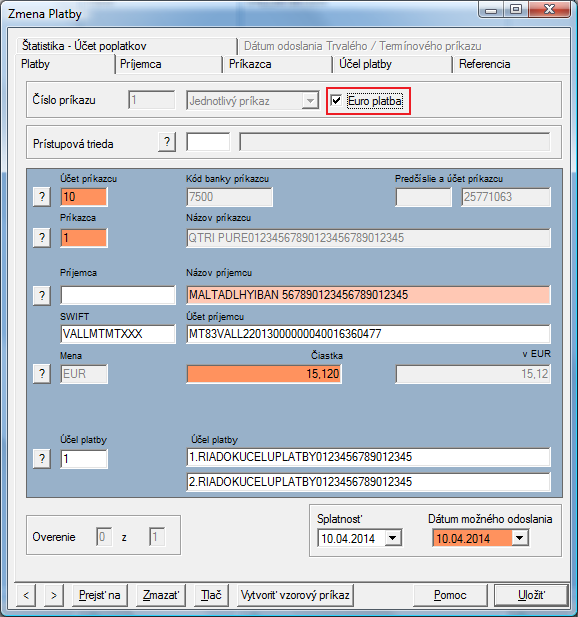 Zmena Platby
Štatistika - Účet poplatkov
Dátum odoslania Trvalého / Termínového príkazu
Platby Príjemca Príkazca Účel platby Referencia
Číslo príkazu 1 Jednotlivý príkaz Euro platba
Prístupová trieda ?
Účet príkazcu Kód banky príkazcu Predčíslie a účet príkazcu
? 10 7500 25771063
Príkazca Názov príkazcu
? 1 QTRI PURE01234567890123456789012345
Príjemca Názov príjemcu
? MALTADLHYIBAN 567890123456789012345
SWIFT Účet príjemcu
VALLMTMTXXX MT83VALL22013000000040016360477
Mena Čiastka v EUR
? EUR 15,120 15,12
Účel platby Účel platby
? 1 1.RIADOKUCELUPLATBY0123456789012345
2.RIADOKUCELUPLATBY0123456789012345
Overenie 0 z 1
Splatnosť Dátum možného odoslania
10.04.2014 10.04.2014
< > Prejsť na Zmazať Tlač Vytvoriť vzorový príkaz Pomoc Uložiť